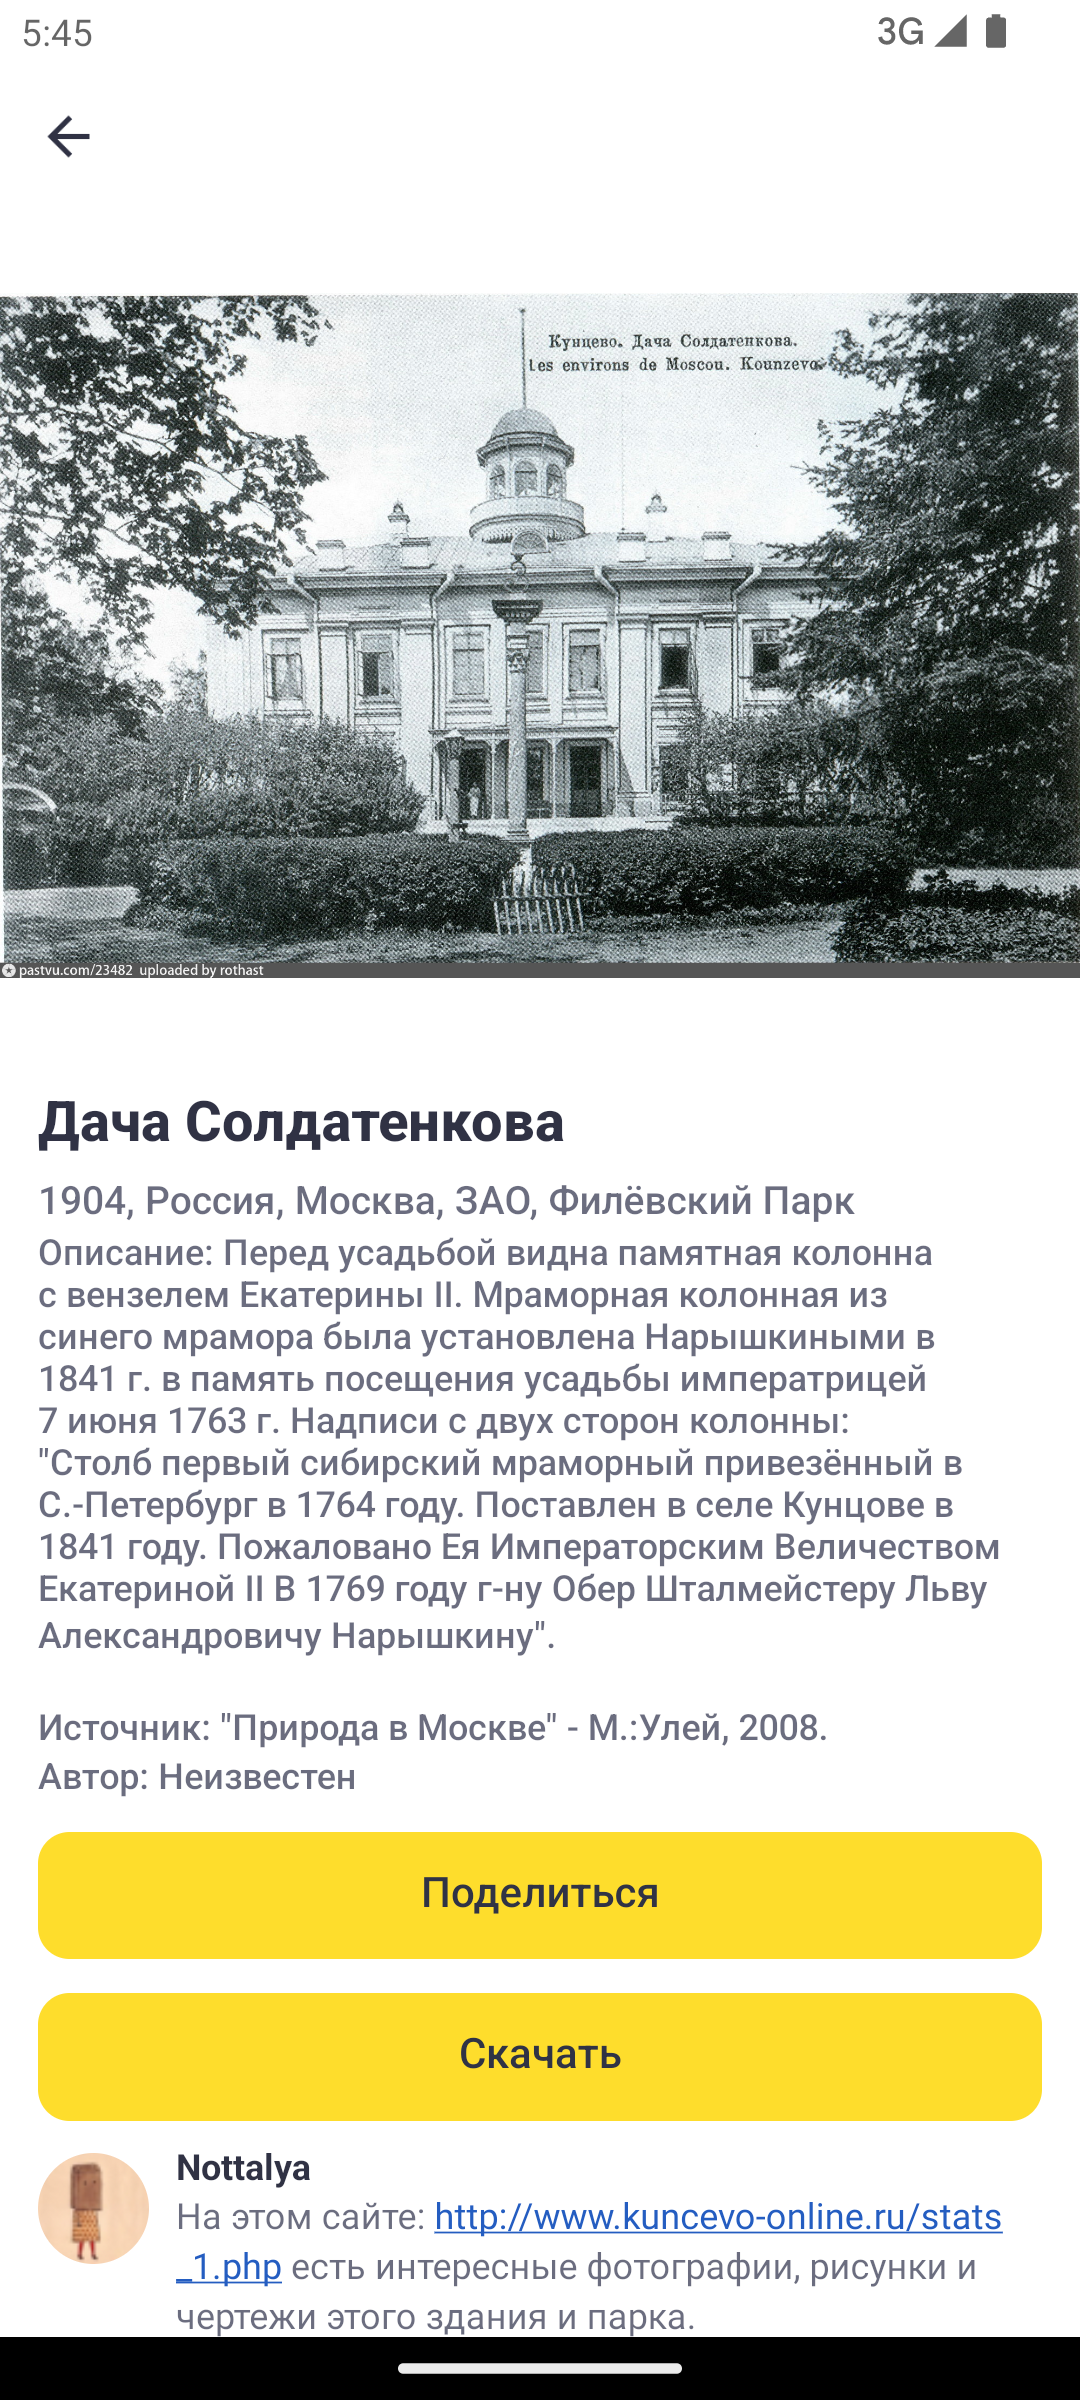 5:45
3G
Кунцево. Дача Солдатенкова.
Les environs de Moscou. Kounzevo.
pastvu.com/23482 uploaded by rothast
Дача Солдатенкова
1904, Россия, Москва, ЗАО, Филёвский Парк
Описание: Перед усадьбой видна памятная колонна
с вензелем Екатерины II. Мраморная колонная из
синего мрамора была установлена Нарышкиными в
1841 г. в память посещения усадьбы императрицей
7 июня 1763 г. Надписи с двух сторон колонны:
"Столб первый сибирский мраморный привезённый в
С.-Петербург в 1764 году. Поставлен в селе Кунцове в
1841 году. Пожаловано Ея Императорским Величеством
Екатериной II В 1769 году г-ну Обер Шталмейстеру Льву
Александровичу Нарышкину".
Источник: "Природа в Москве" - М.:Улей, 2008.
Автор: Неизвестен
Поделиться
Скачать
Nottalya
На этом сайте: http://www.kuncevo-online.ru/stats
_1.php есть интересные фотографии, рисунки и
чертежи этого здания и парка.